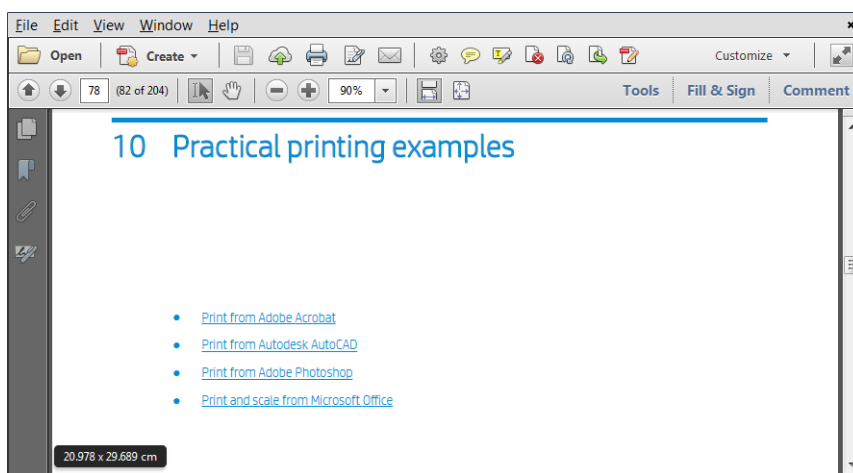 File Edit View Window Help
Open Create Customize
78 (82 of 204) 90% Tools Fill & Sign Comment
10 Practical printing examples
• Print from Adobe Acrobat
• Print from Autodesk AutoCAD
• Print from Adobe Photoshop
• Print and scale from Microsoft Office
20.978 x 29.689 cm